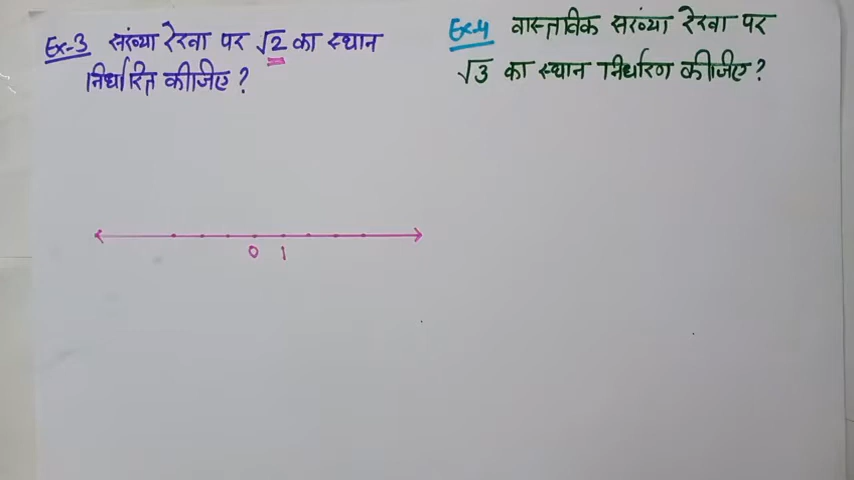 Ex-3 संख्या रेखा पर √2 का स्थान
निर्धारित कीजिए ?
Ex-4 वास्तविक संख्या रेखा पर
√3 का स्थान निर्धारण कीजिए ?
0 1